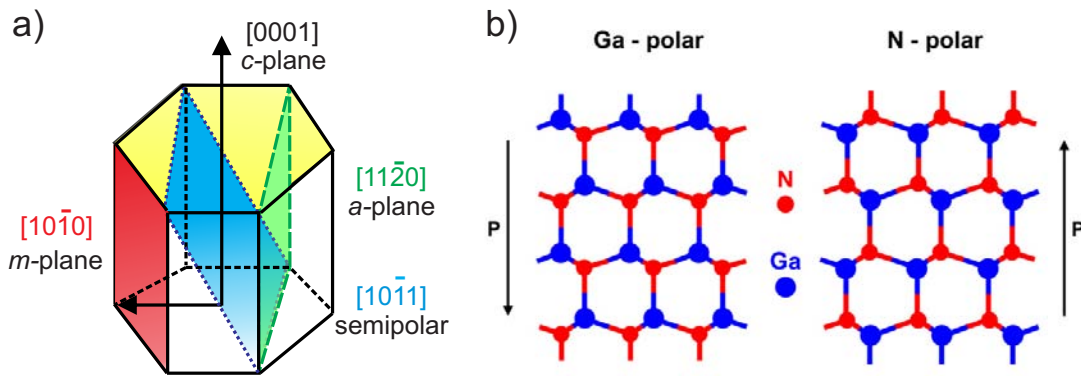 a)
[0001]
c-plane
[101̄0]
m-plane
[112̄0]
a-plane
[101̄1]
semipolar
b)
Ga - polar
N - polar
P
N
Ga
P